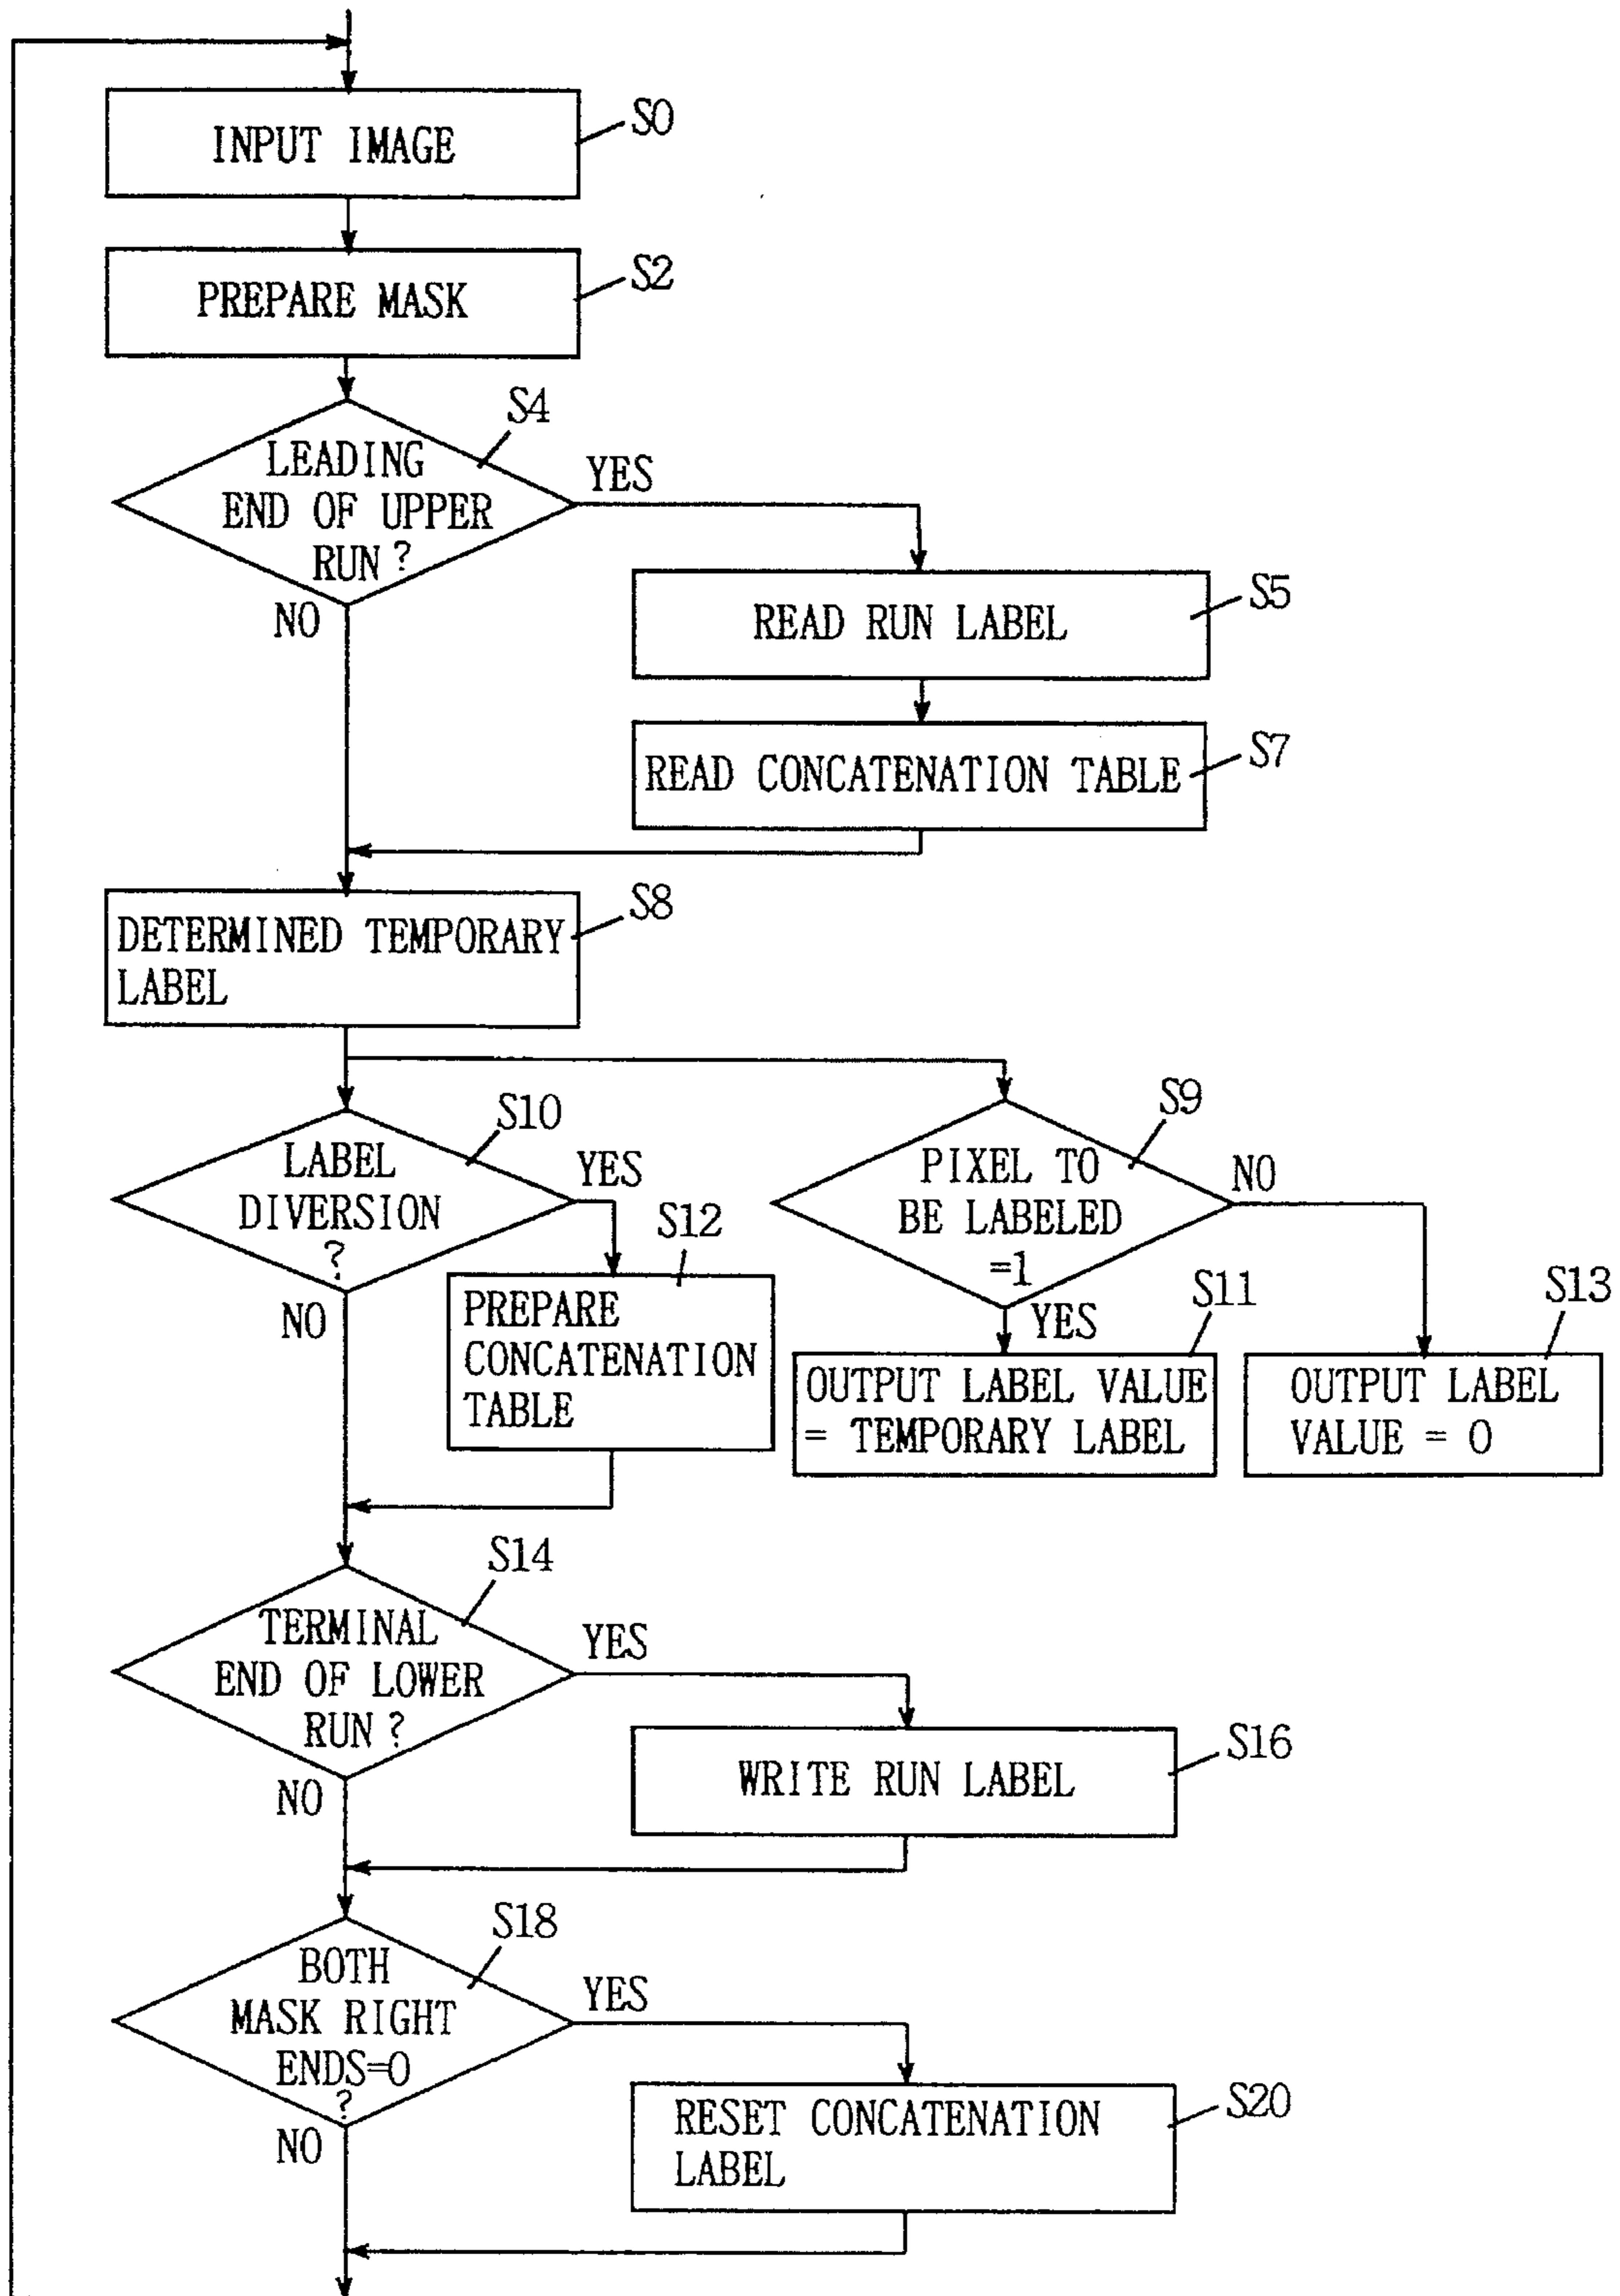 S0
INPUT IMAGE
S2
PREPARE MASK
S4
LEADING
END OF UPPER
RUN?
YES
NO
S5
READ RUN LABEL
S7
READ CONCATENATION TABLE
S8
DETERMINED TEMPORARY
LABEL
S10
LABEL
DIVERSION
?
YES
NO
S9
PIXEL TO
BE LABELED
=1
NO
YES
S12
PREPARE
CONCATENATION
TABLE
S11
OUTPUT LABEL VALUE
= TEMPORARY LABEL
S13
OUTPUT LABEL
VALUE = 0
S14
TERMINAL
END OF LOWER
RUN?
YES
NO
S16
WRITE RUN LABEL
S18
BOTH
MASK RIGHT
ENDS=0
?
YES
NO
S20
RESET CONCATENATION
LABEL